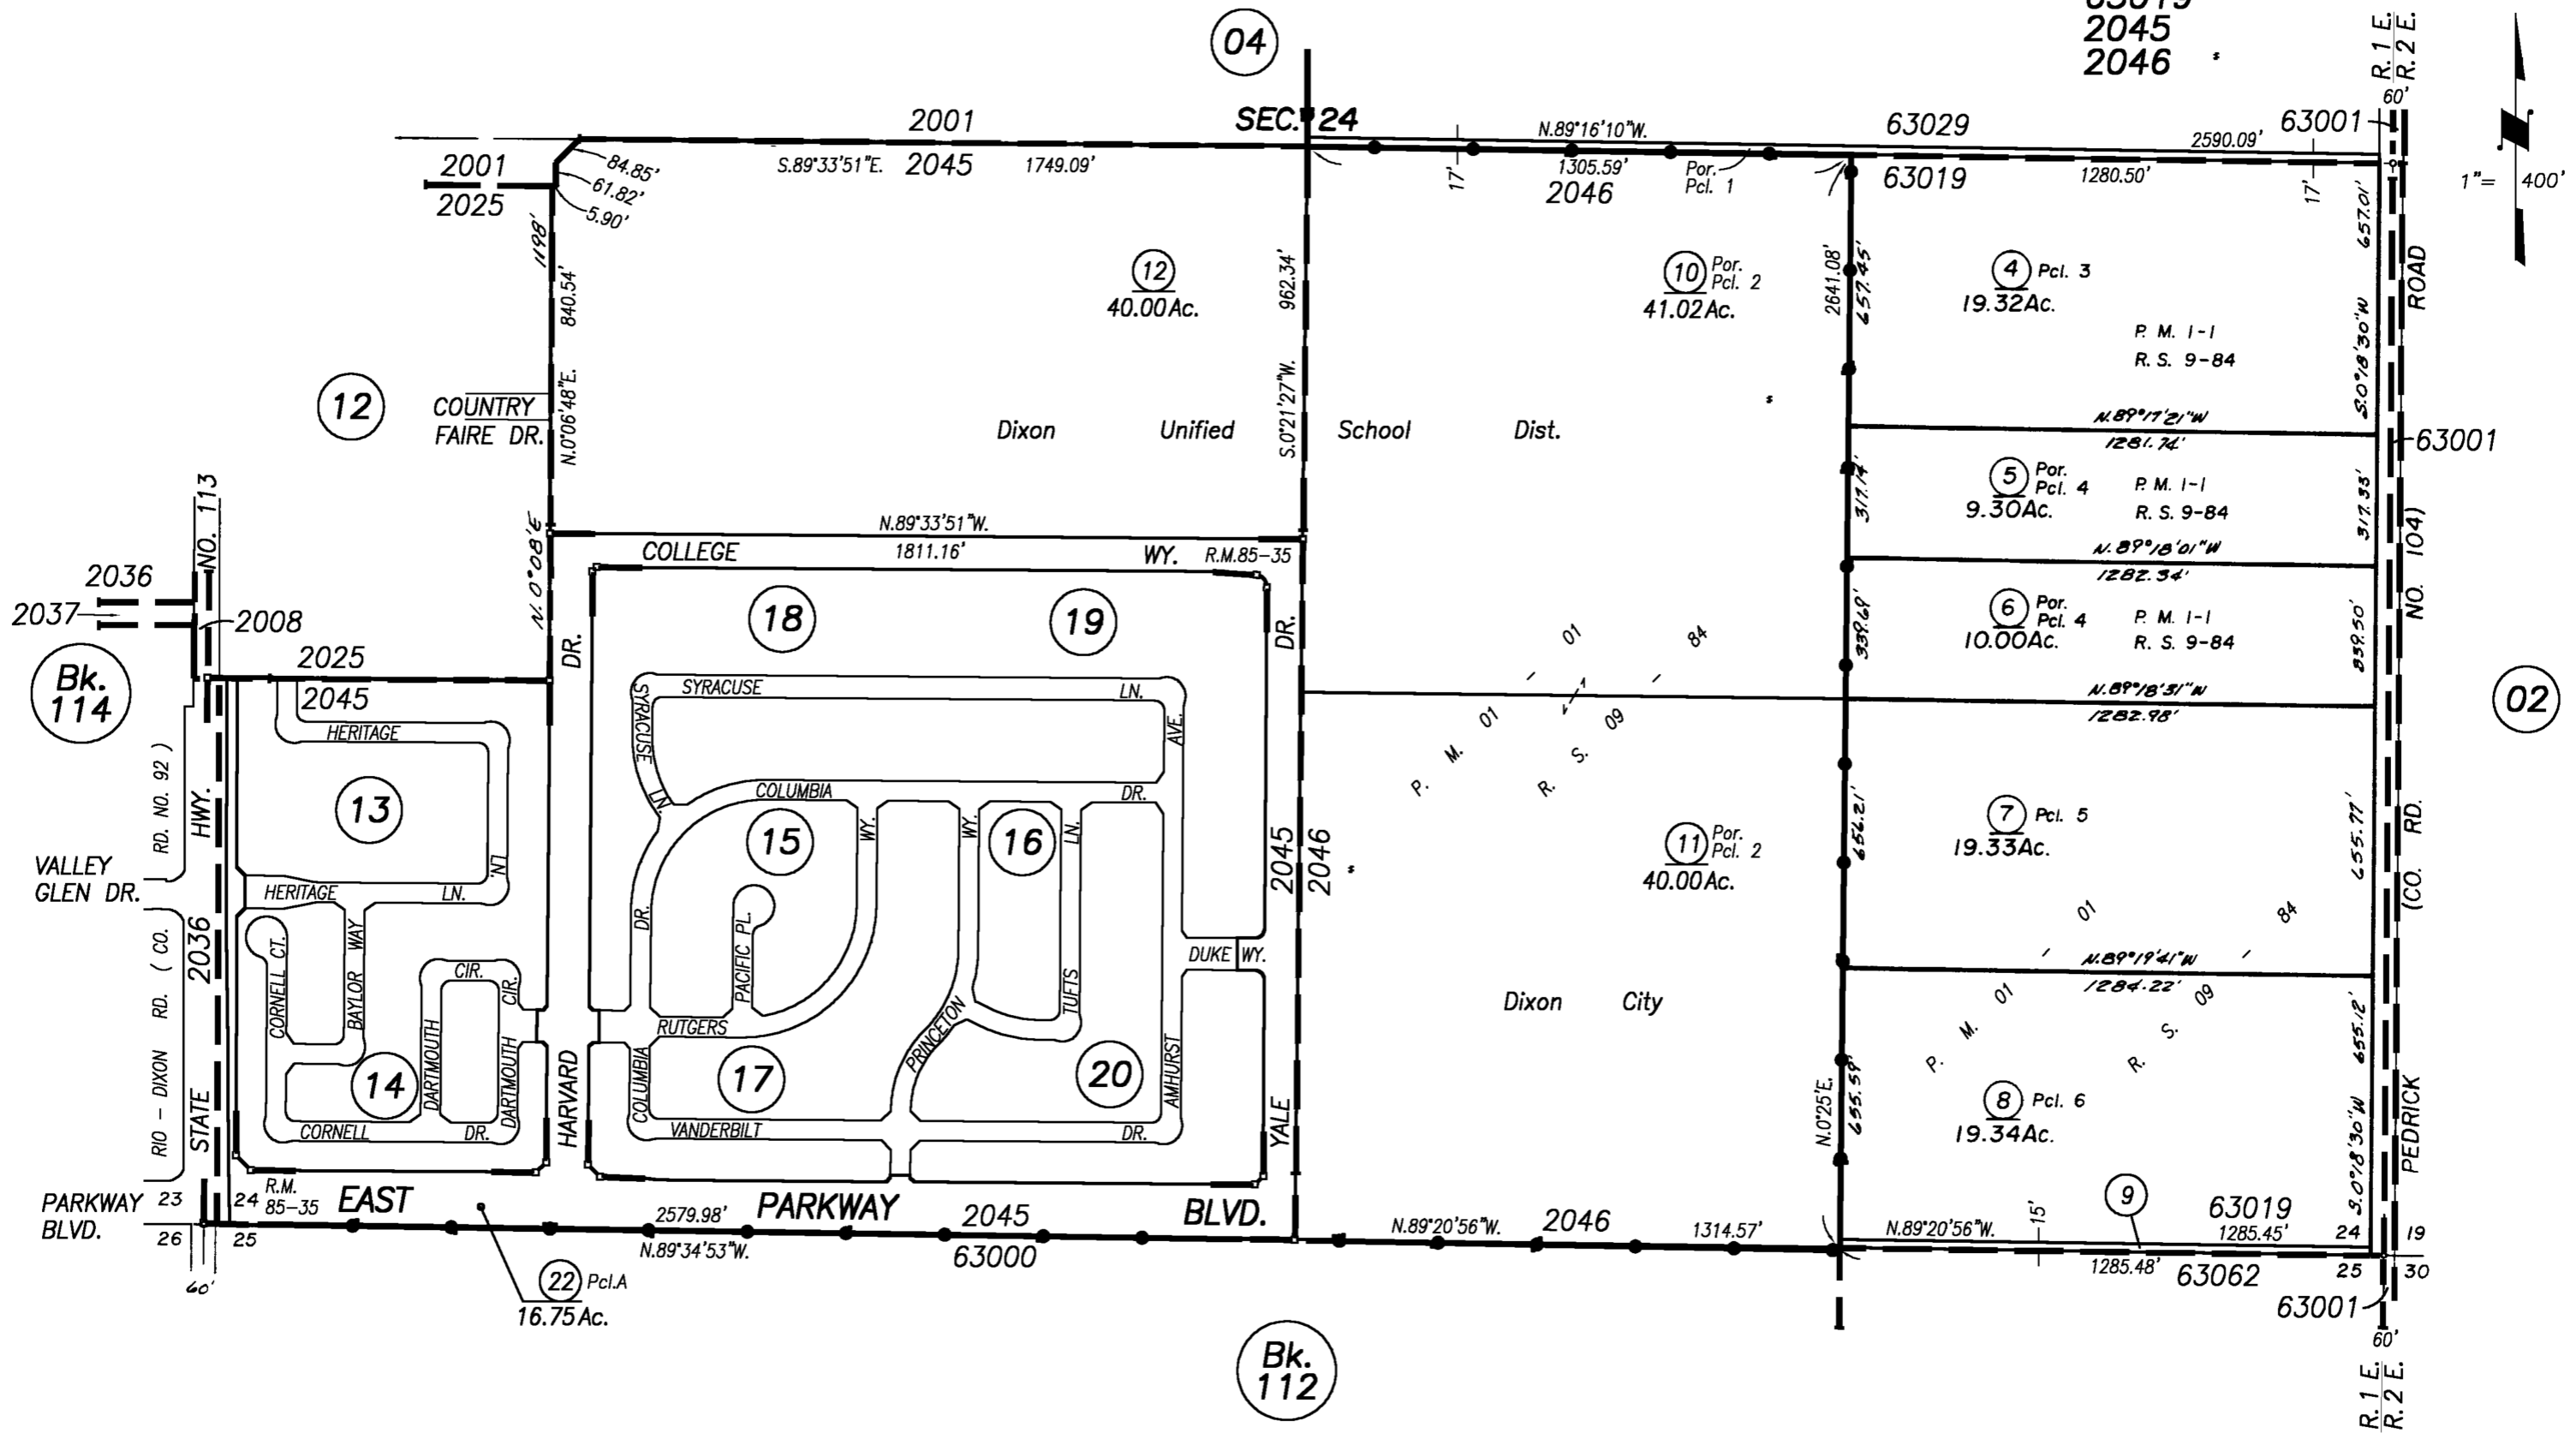 2045
2046
04
SEC. 24
R. 1 E.
R. 2 E.
60'
1"= 400'
2001
2045
S.89°33'51"E.
1749.09'
2001
2025
84.85'
61.82'
5.90'
1198'
840.54'
N.0°06'48"E.
N.89°16'10"W.
63029
2590.09'
63001
17'
1305.59'
2046
Por.
Pcl. 1
63019
1280.50'
17'
962.34'
S.0°21'27"W.
2641.08'
657.45'
657.01'
S.0°18'30"W
12
40.00Ac.
10
Por.
Pcl. 2
41.02Ac.
4
Pcl. 3
19.32Ac.
P. M. 1-1
R. S. 9-84
ROAD
12
COUNTRY
FAIRE DR.
Dixon Unified School Dist.
N.89°17'21"W
1281.74'
63001
5
Por.
Pcl. 4
9.30Ac.
P. M. 1-1
R. S. 9-84
317.14'
317.33'
N.89°18'01"W
1282.34'
6
Por.
Pcl. 4
10.00Ac.
P. M. 1-1
R. S. 9-84
339.69'
339.50'
NO. 104)
N.89°18'31"W
1282.98'
02
NO. 113
2036
2037
2008
Bk.
114
2025
2045
N. 0°08'E
N.89°33'51"W.
COLLEGE
1811.16'
WY.
R.M.85-35
DR.
18
19
DR.
SYRACUSE
LN.
SYRACUSE
LN.
AVE.
COLUMBIA
DR.
HERITAGE
13
LN.
HERITAGE
LN.
RD. NO. 92 )
HWY.
VALLEY
GLEN DR.
RIO - DIXON RD. ( CO.
2036
STATE
15
WY.
WY.
16
LN.
DR.
PACIFIC PL.
DUKE WY.
TUFTS
RUTGERS
PRINCETON
CORNELL CT.
BAYLOR WAY
CIR.
CIR.
DARTMOUTH
DARTMOUTH
14
CORNELL
DR.
HARVARD
COLUMBIA
17
20
AMHURST
VANDERBILT
DR.
YALE
2045
2046
P. M. 01
01
R. S. 09
84
11
Por.
Pcl. 2
40.00Ac.
Dixon City
7
Pcl. 5
19.33Ac.
656.21'
655.77'
(CO. RD.
01
84
N.89°19'41"W
1284.22'
P. M. 01
R. S. 09
N.0°25'E.
655.59'
655.12'
S.0°18'30"W
8
Pcl. 6
19.34Ac.
PEDRICK
9
PARKWAY
BLVD.
23
24
26
25
60'
R.M.
85-35
EAST PARKWAY BLVD.
2579.98'
N.89°34'53"W.
2045
63000
22
Pcl.A
16.75Ac.
N.89°20'56"W.
2046
1314.57'
N.89°20'56"W.
15'
63019
1285.45'
24
19
1285.48'
63062
25
30
63001
60'
R. 1 E.
R. 2 E.
Bk.
112